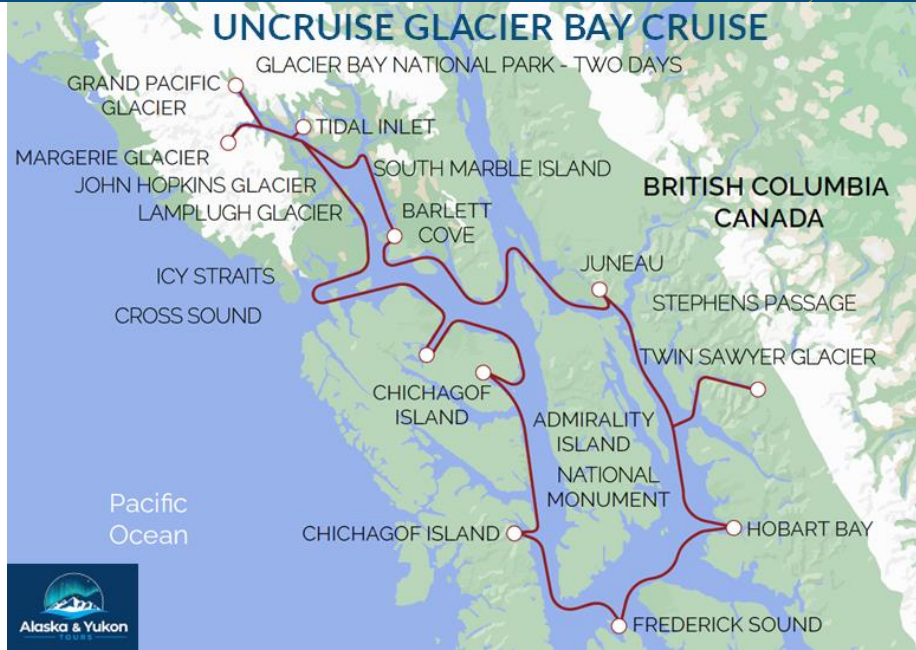 UNCRUISE GLACIER BAY CRUISE
GLACIER BAY NATIONAL PARK - TWO DAYS
GRAND PACIFIC
GLACIER
TIDAL INLET
MARGERIE GLACIER
SOUTH MARBLE ISLAND
JOHN HOPKINS GLACIER
LAMPLUGH GLACIER
BARLETT
COVE
BRITISH COLUMBIA
CANADA
ICY STRAITS
JUNEAU
CROSS SOUND
STEPHENS PASSAGE
TWIN SAWYER GLACIER
CHICHAGOF
ISLAND
ADMIRALITY
ISLAND
NATIONAL
MONUMENT
Pacific
Ocean
CHICHAGOF ISLAND
HOBART BAY
FREDERICK SOUND
Alaska & Yukon
TOURS